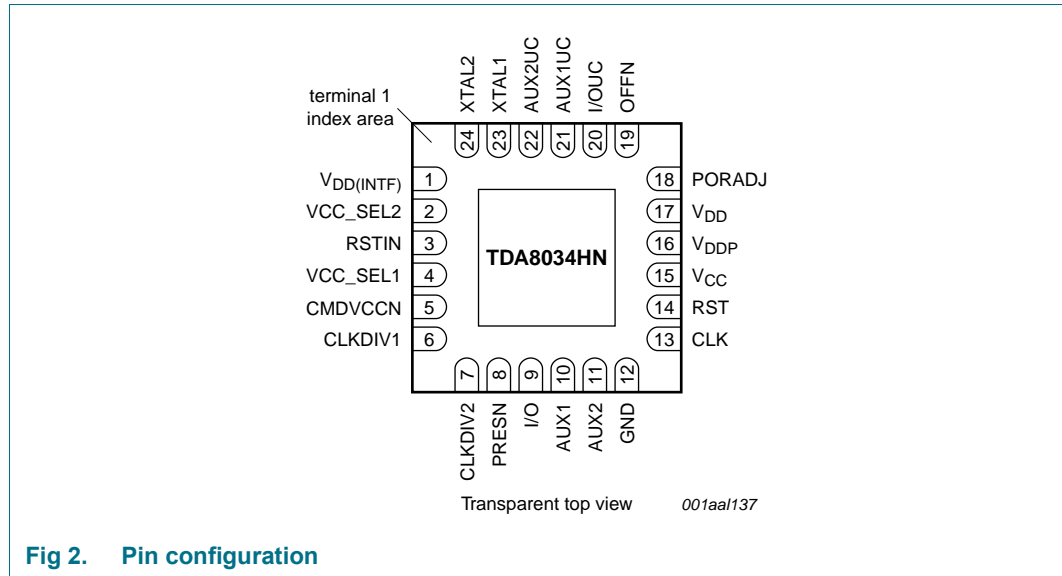 XTAL2
XTAL1
AUX2UC
AUX1UC
I/OUC
OFFN
terminal 1
index area
24 23 22 21 20 19
VDD(INTF) 1 18 PORADJ
VCC_SEL2 2 17 VDD
RSTIN 3 16 VDDP
TDA8034HN
VCC_SEL1 4 15 VCC
CMDVCCN 5 14 RST
CLKDIV1 6 13 CLK
7 8 9 10 11 12
CLKDIV2
PRESN
I/O
AUX1
AUX2
GND
Transparent top view 001aal137
Fig 2. Pin configuration